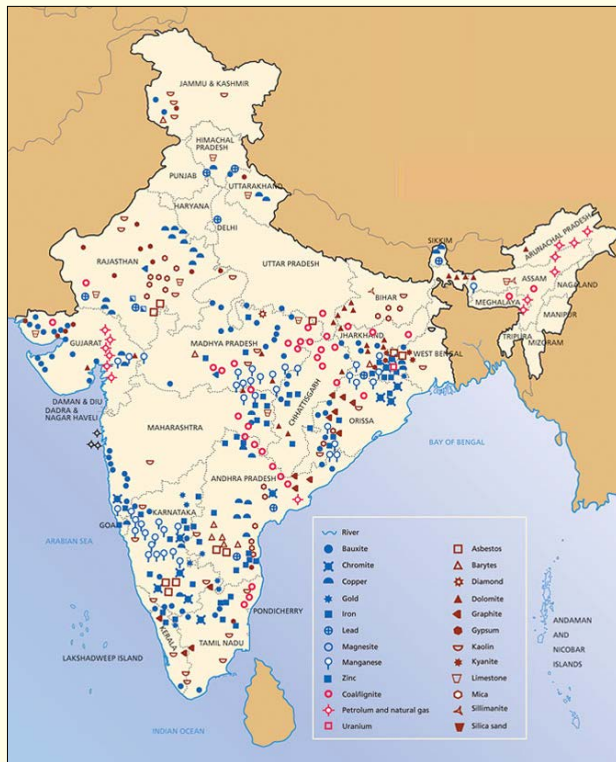 JAMMU & KASHMIR
HIMACHAL
PRADESH
PUNJAB
UTTARAKHAND
HARYANA
DELHI
SIKKIM
ARUNACHAL PRADESH
RAJASTHAN
UTTAR PRADESH
ASSAM
NAGALAND
BIHAR
MEGHALAYA
MANIPUR
JHARKHAND
TRIPURA
MIZORAM
GUJARAT
MADHYA PRADESH
WEST BENGAL
CHHATTISGARH
DAMAN & DIU
DADRA &
NAGAR HAVELI
ORISSA
MAHARASHTRA
BAY OF BENGAL
ANDHRA PRADESH
GOA
KARNATAKA
ARABIAN SEA
PONDICHERRY
KERALA
TAMIL NADU
LAKSHADWEEP ISLAND
INDIAN OCEAN
ANDAMAN
AND
NICOBAR
ISLANDS
River
Bauxite
Chromite
Copper
Gold
Iron
Lead
Magnesite
Manganese
Zinc
Coal/lignite
Petrolum and natural gas
Uranium
Asbestos
Barytes
Diamond
Dolomite
Graphite
Gypsum
Kaolin
Kyanite
Limestone
Mica
Sillimanite
Silica sand